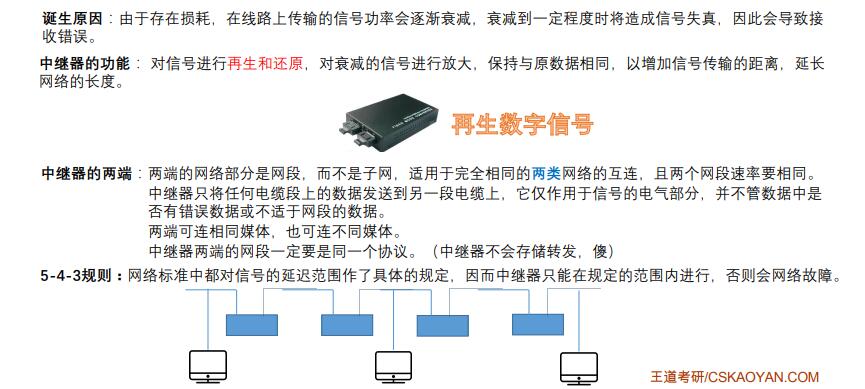 诞生原因：由于存在损耗，在线路上传输的信号功率会逐渐衰减，衰减到一定程度时将造成信号失真，因此会导致接
收错误。
中继器的功能：对信号进行再生和还原，对衰减的信号进行放大，保持与原数据相同，以增加信号传输的距离，延长
网络的长度。
再生数字信号
中继器的两端：两端的网络部分是网段，而不是子网，适用于完全相同的两类网络的互连，且两个网段速率要相同。
中继器只将任何电缆段上的数据发送到另一段电缆上，它仅作用于信号的电气部分，并不管数据中是
否有错误数据或不适于网段的数据。
两端可连相同媒体，也可连不同媒体。
中继器两端的网段一定要是同一个协议。（中继器不会存储转发，傻）
5-4-3规则：网络标准中都对信号的延迟范围作了具体的规定，因而中继器只能在规定的范围内进行，否则会网络故障。
王道考研/CSKAOYAN.COM